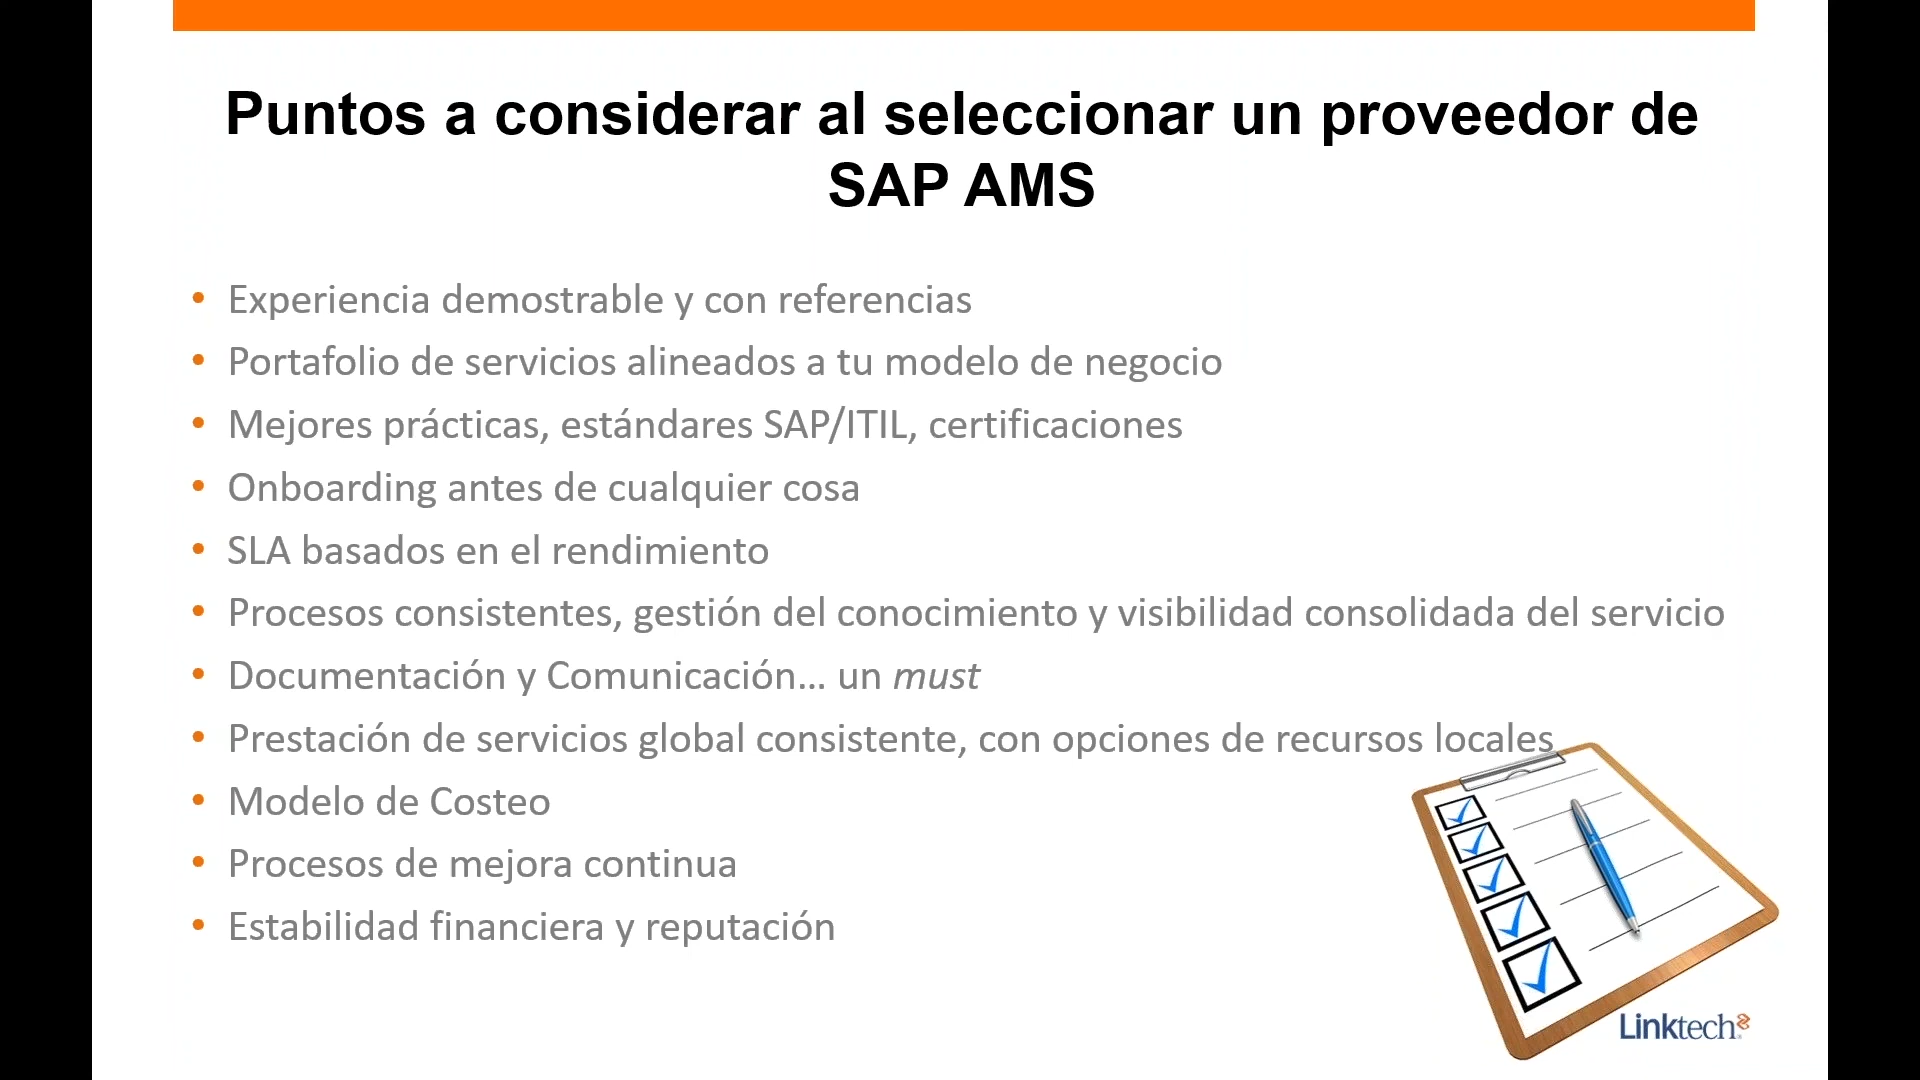 Puntos a considerar al seleccionar un proveedor de
SAP AMS
• Experiencia demostrable y con referencias
• Portafolio de servicios alineados a tu modelo de negocio
• Mejores prácticas, estándares SAP/ITIL, certificaciones
• Onboarding antes de cualquier cosa
• SLA basados en el rendimiento
• Procesos consistentes, gestión del conocimiento y visibilidad consolidada del servicio
• Documentación y Comunicación... un must
• Prestación de servicios global consistente, con opciones de recursos locales
• Modelo de Costeo
• Procesos de mejora continua
• Estabilidad financiera y reputación
Linktech